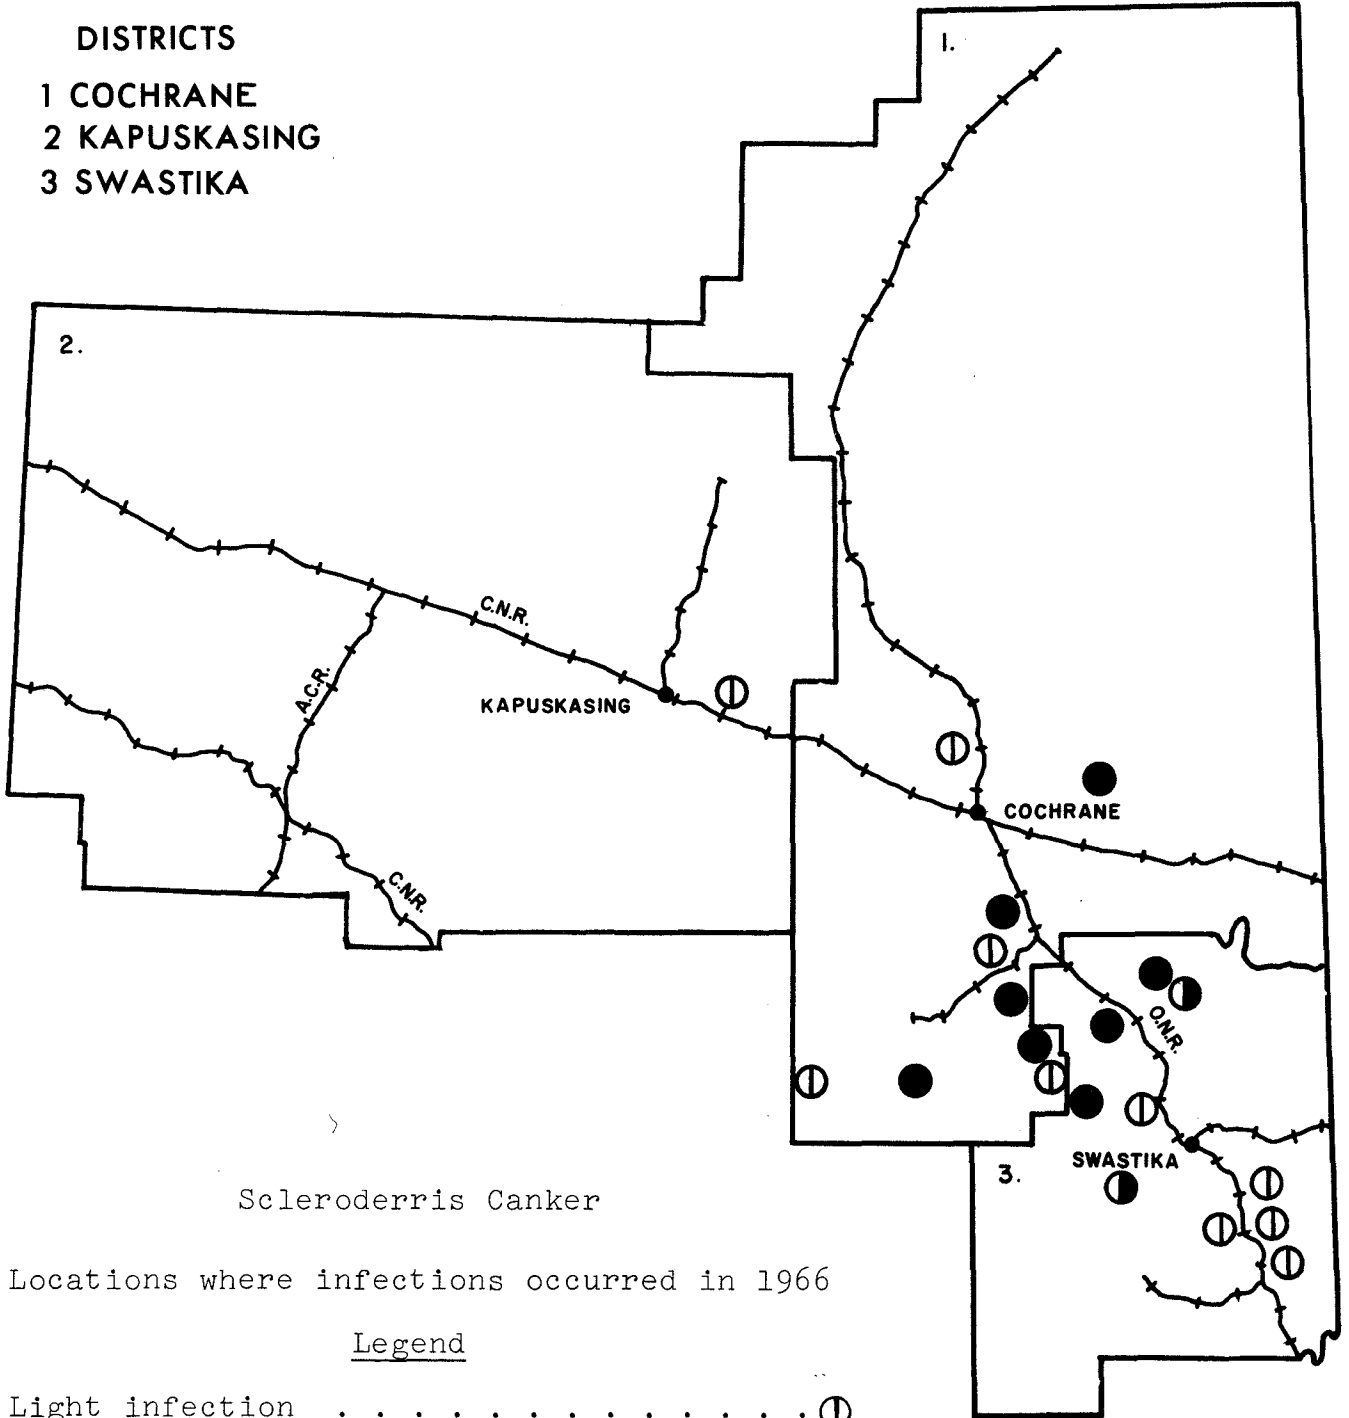 DISTRICTS
1 COCHRANE
2 KAPUSKASING
3 SWASTIKA
1.
2.
C.N.R.
A.C.R.
KAPUSKASING
COCHRANE
C.N.R.
O.N.R.
SWASTIKA
3.
Scleroderris Canker
Locations where infections occurred in 1966
Legend
Light infection . . . . . . . . . . . . .